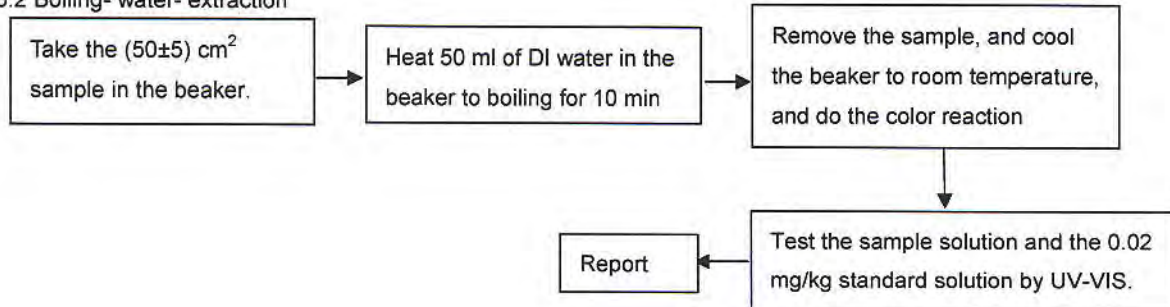 Boiling- water- extraction
Take the (50±5) cm²
sample in the beaker.
Heat 50 ml of DI water in the
beaker to boiling for 10 min
Remove the sample, and cool
the beaker to room temperature,
and do the color reaction
Test the sample solution and the 0.02
mg/kg standard solution by UV-VIS.
Report